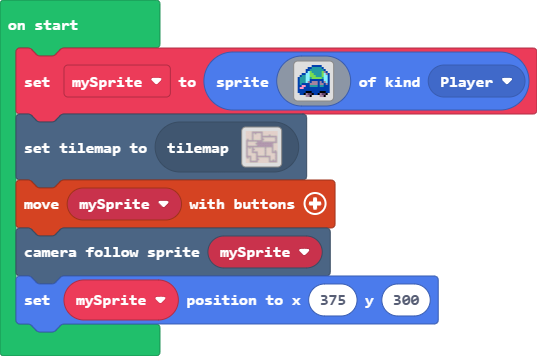 on start
set mySprite to sprite of kind Player
set tilemap to tilemap
move mySprite with buttons +
camera follow sprite mySprite
set mySprite position to x 375 y 300